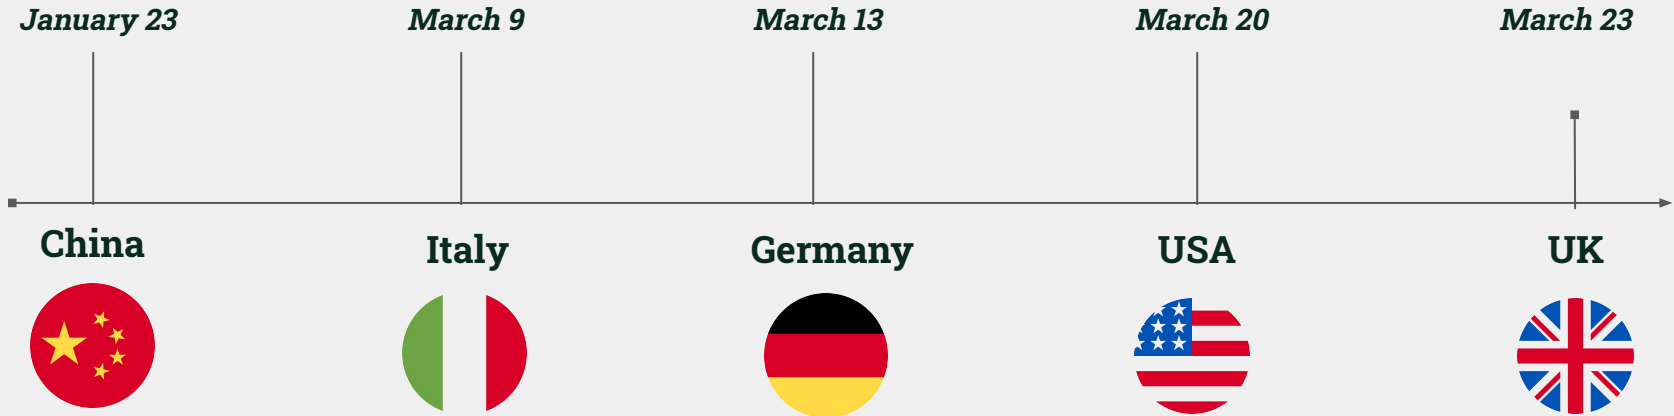 January 23
March 9
March 13
March 20
March 23
China
Italy
Germany
USA
UK